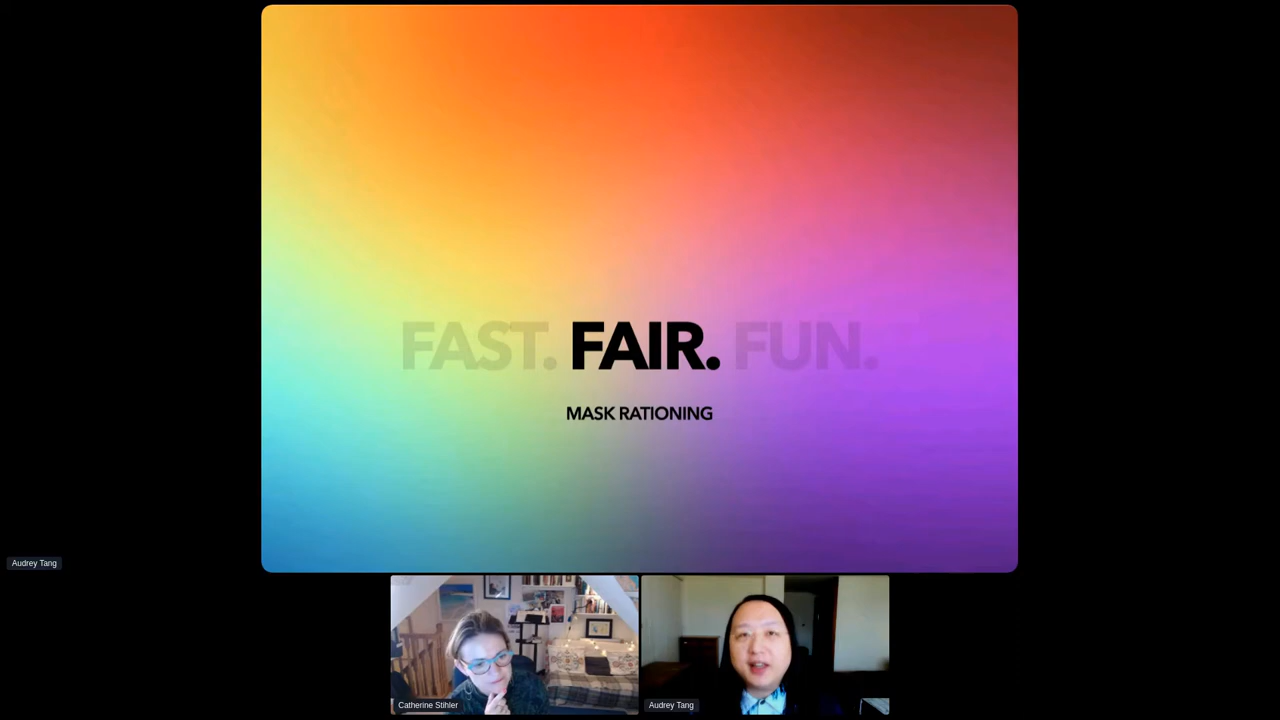 FAST. FAIR. FUN.
MASK RATIONING
Audrey Tang
Catherine Stihler
Audrey Tang